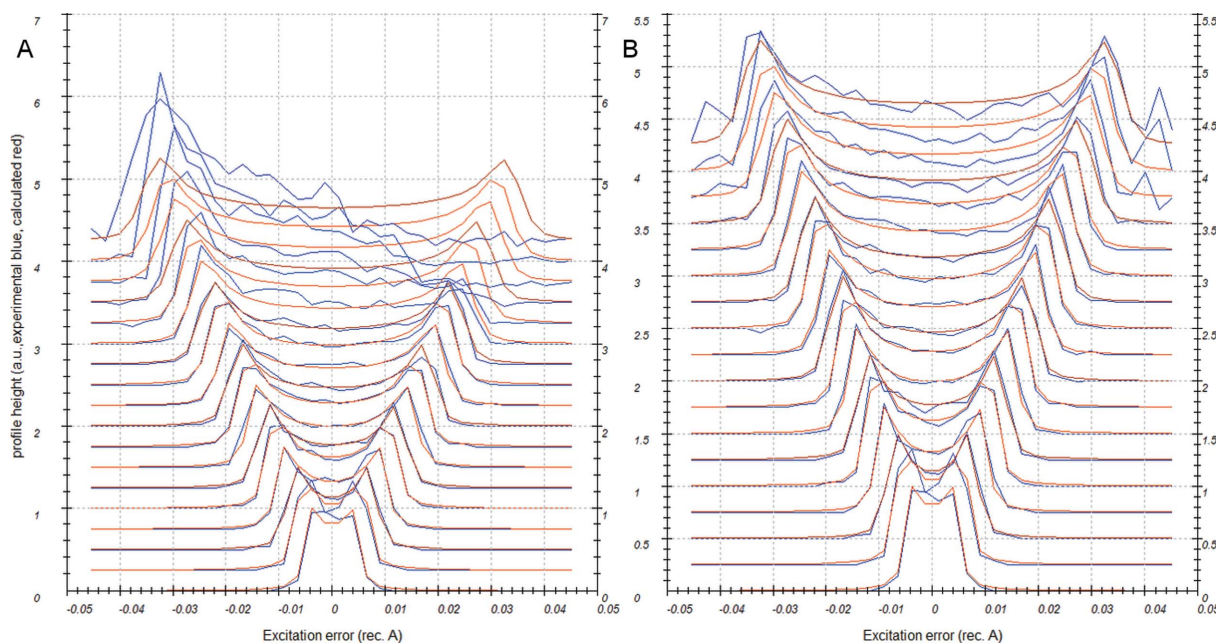 A
profile height (a.u.,experimental blue, calculated red)
7 7
6 6
5 5
4 4
3 3
2 2
1 1
0 0
-0.05 -0.04 -0.03 -0.02 -0.01 0 0.01 0.02 0.03 0.04 0.05
Excitation error (rec. A)
B
5.5 5.5
5 5
4.5 4.5
4 4
3.5 3.5
3 3
2.5 2.5
2 2
1.5 1.5
1 1
0.5 0.5
0 0
-0.05 -0.04 -0.03 -0.02 -0.01 0 0.01 0.02 0.03 0.04 0.05
Excitation error (rec. A)